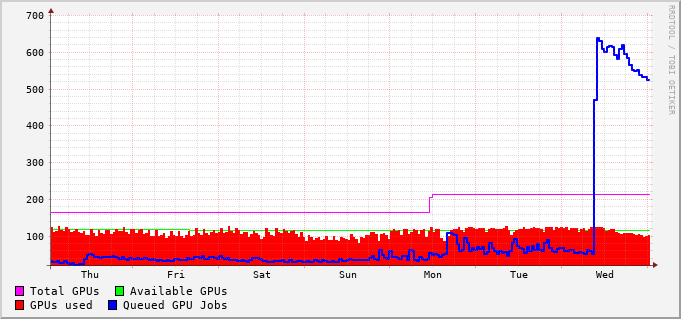 700
600
500
400
300
200
100
Thu Fri Sat Sun Mon Tue Wed
Total GPUs Available GPUs
GPUs used Queued GPU Jobs
RRDTOOL / TOBI OETIKER